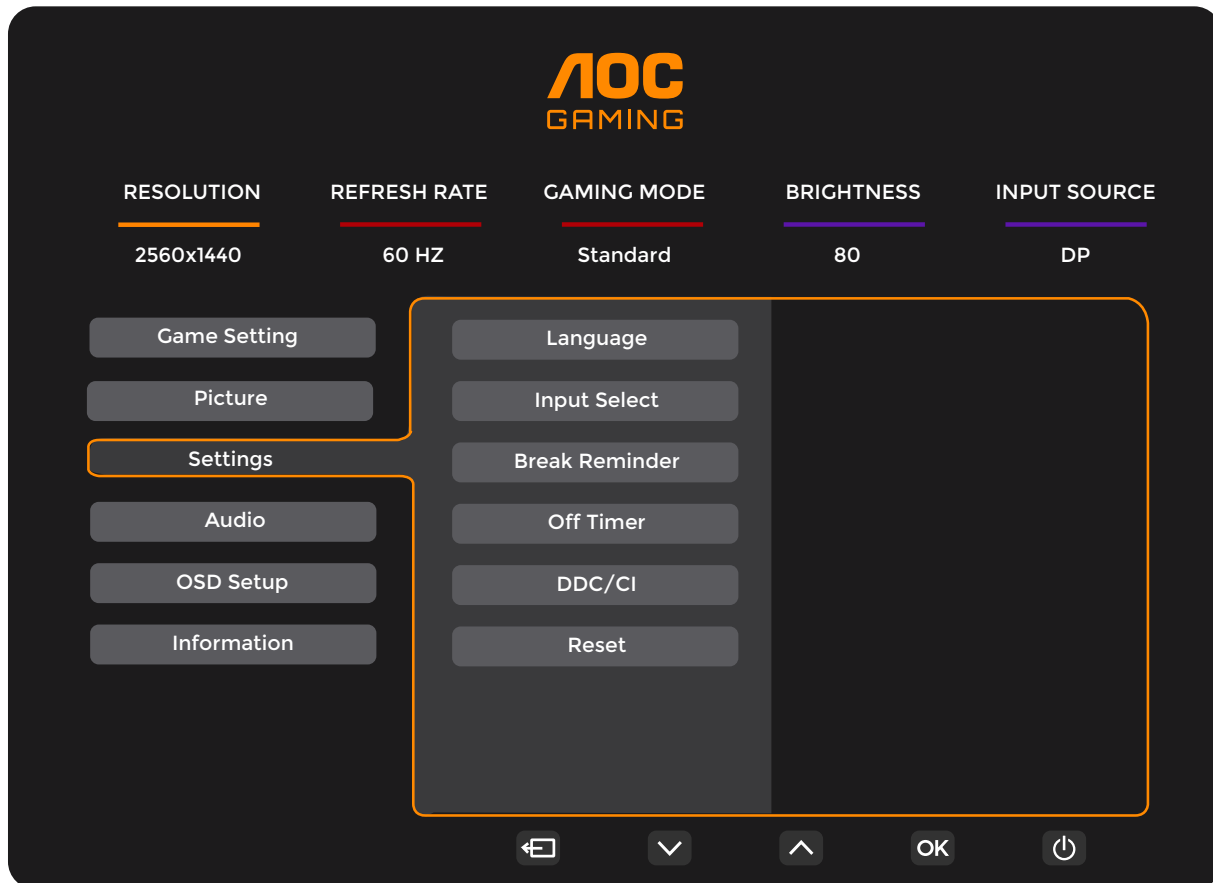 AOC
GAMING
RESOLUTION REFRESH RATE GAMING MODE BRIGHTNESS INPUT SOURCE
2560x1440 60 HZ Standard 80 DP
Game Setting
Picture
Settings
Audio
OSD Setup
Information
Language
Input Select
Break Reminder
Off Timer
DDC/CI
Reset
OK